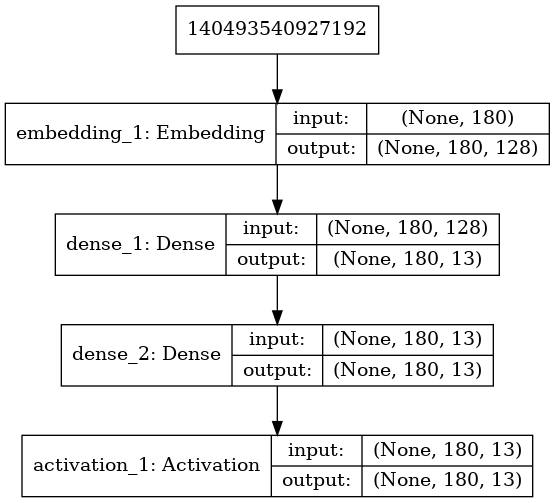 140493540927192
embedding_1: Embedding
input: (None, 180)
output: (None, 180, 128)
dense_1: Dense
input: (None, 180, 128)
output: (None, 180, 13)
dense_2: Dense
input: (None, 180, 13)
output: (None, 180, 13)
activation_1: Activation
input: (None, 180, 13)
output: (None, 180, 13)